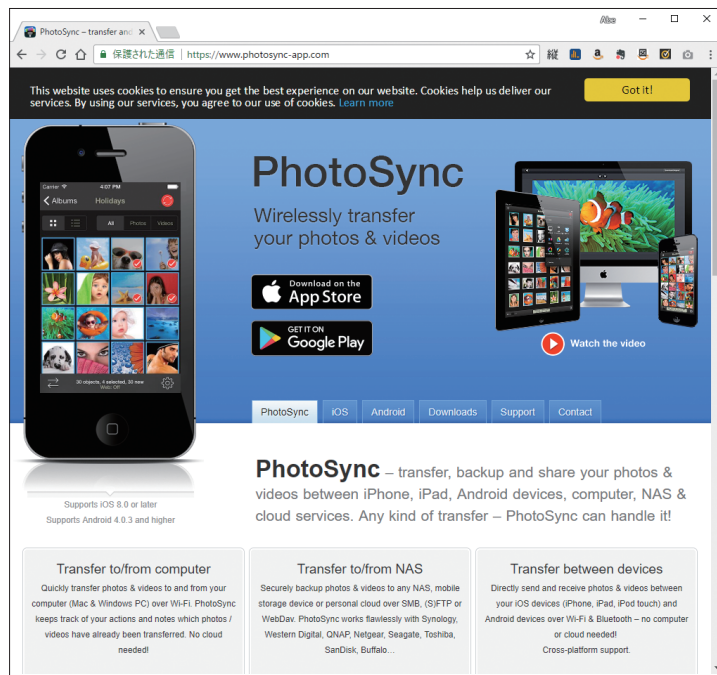 PhotoSync – transfer and
保護された通信
https://www.photosync-app.com
縦
This website uses cookies to ensure you get the best experience on our website. Cookies help us deliver our
services. By using our services, you agree to our use of cookies. Learn more
Got it!
Carrier
4:07 PM
Albums
Holidays
All
Photos
Videos
30 objects, 4 selected, 30 new
Web: Off
PhotoSync
Wirelessly transfer
your photos & videos
Download on the
App Store
GET IT ON
Google Play
Watch the video
PhotoSync
iOS
Android
Downloads
Support
Contact
Supports iOS 8.0 or later
Supports Android 4.0.3 and higher
PhotoSync – transfer, backup and share your photos &
videos between iPhone, iPad, Android devices, computer, NAS &
cloud services. Any kind of transfer – PhotoSync can handle it!
Transfer to/from computer
Quickly transfer photos & videos to and from your
computer (Mac & Windows PC) over Wi-Fi. PhotoSync
keeps track of your actions and notes which photos /
videos have already been transferred. No cloud
needed!
Transfer to/from NAS
Securely backup photos & videos to any NAS, mobile
storage device or personal cloud over SMB, (S)FTP or
WebDav. PhotoSync works flawlessly with Synology,
Western Digital, QNAP, Netgear, Seagate, Toshiba,
SanDisk, Buffalo…
Transfer between devices
Directly send and receive photos & videos between
your iOS devices (iPhone, iPad, iPod touch) and
Android devices over Wi-Fi & Bluetooth – no computer
or cloud needed!
Cross-platform support.